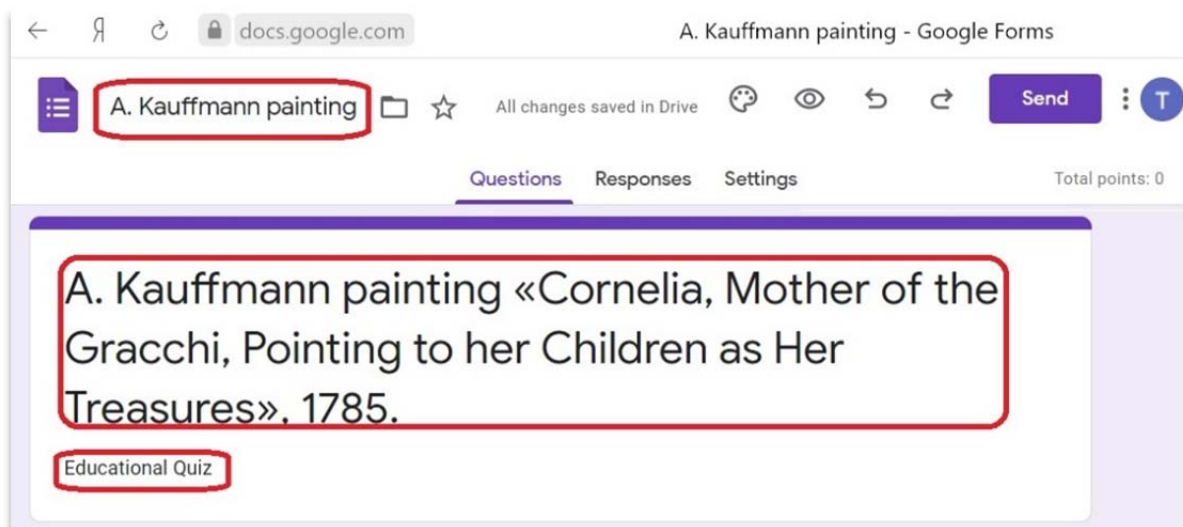 Я docs.google.com A. Kauffmann painting - Google Forms
A. Kauffmann painting All changes saved in Drive Send T
Questions Responses Settings Total points: 0
A. Kauffmann painting «Cornelia, Mother of the
Gracchi, Pointing to her Children as Her
Treasures», 1785.
Educational Quiz